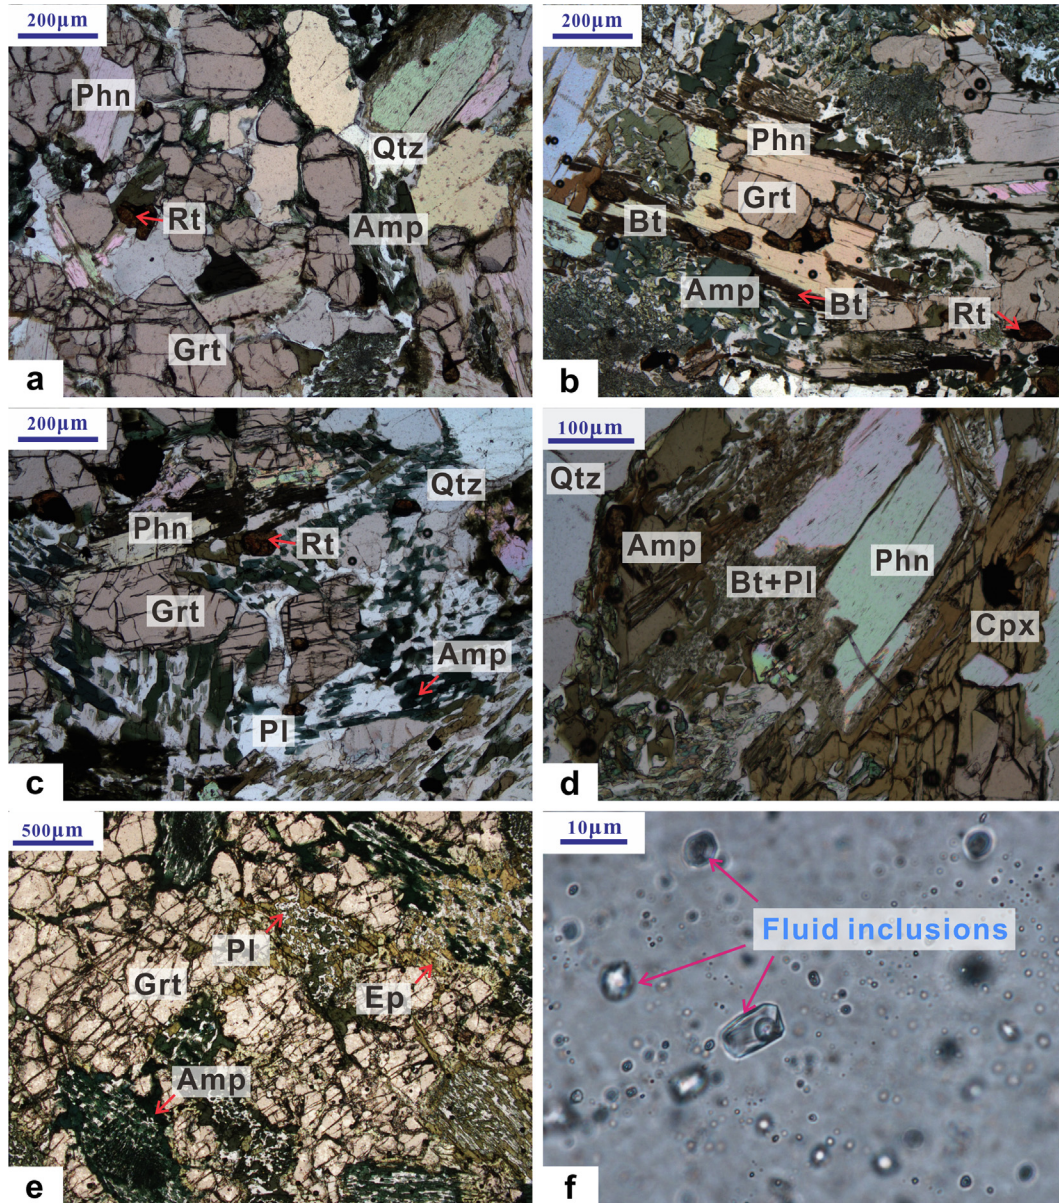 200μm
Phn
Qtz
Rt
Amp
Grt
a
200μm
Phn
Grt
Bt
Amp
Bt
Rt
b
200μm
Qtz
Phn
Rt
Grt
Amp
Pl
c
100μm
Qtz
Amp
Phn
Bt+Pl
Cpx
d
500μm
Pl
Grt
Ep
Amp
e
10μm
Fluid inclusions
f